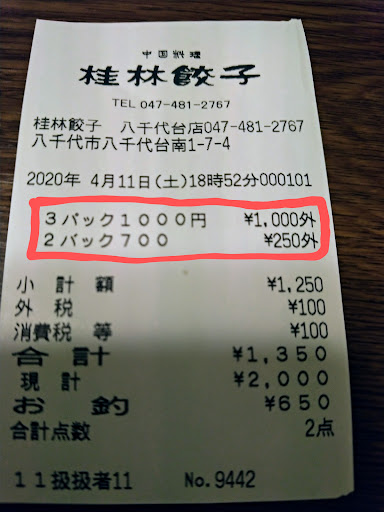 中国料理
桂林餃子
TEL 047-481-2767
桂林餃子 八千代台店047-481-2767
八千代市八千代台南1-7-4
2020年 4月11日(土)18時52分000101
3パック1000円 ¥1,000外
2パック700 ¥250外
小計額 ¥1,250
外税 ¥100
消費税等 ¥100
合計 ¥1,350
現計 ¥2,000
お釣 ¥650
合計点数 2点
11扱扱者11 No.9442